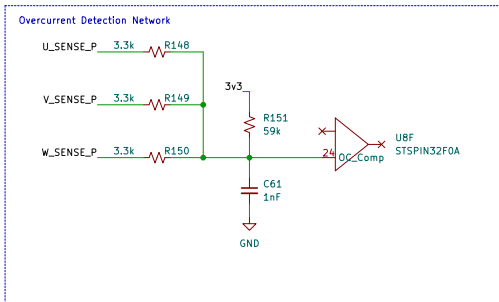 Overcurrent Detection Network
U_SENSE_P 3.3k R148
V_SENSE_P 3.3k R149
3v3
R151
59k
W_SENSE_P 3.3k R150
24 OC_Comp
U8F
STSPIN32F0A
C61
1nF
GND